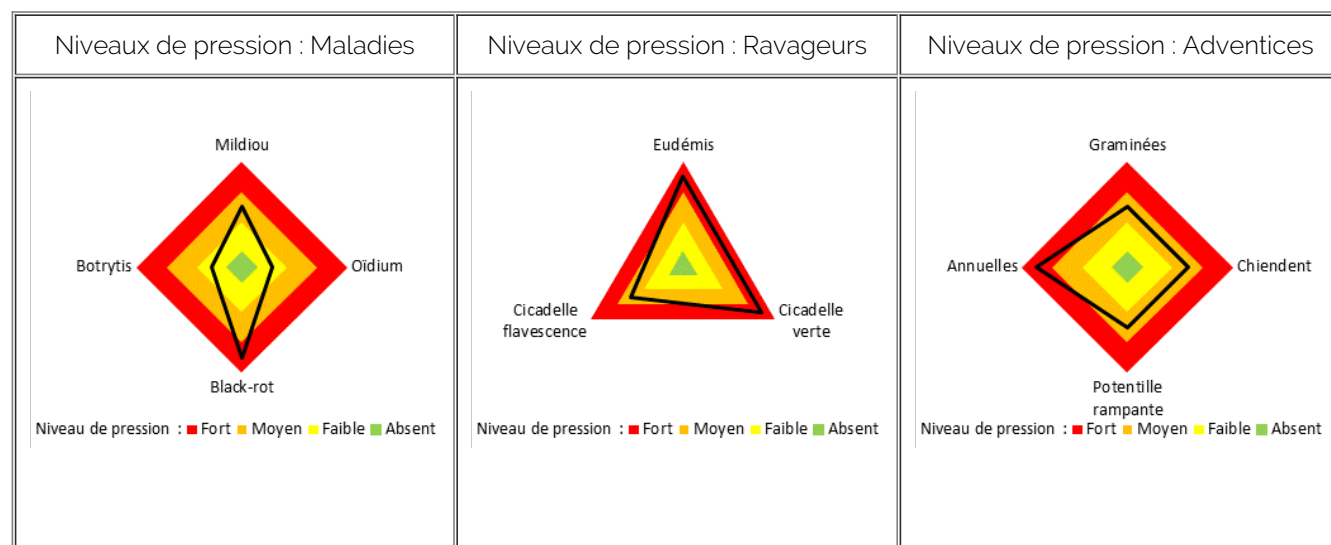 Niveaux de pression : Maladies
Niveaux de pression : Ravageurs
Niveaux de pression : Adventices
Mildiou
Botrytis
Oïdium
Black-rot
Niveau de pression : Fort Moyen Faible Absent
Eudémis
Cicadelle
flavescence
Cicadelle
verte
Niveau de pression : Fort Moyen Faible Absent
Graminées
Annuelles
Chiendent
Potentille
rampante
Niveau de pression : Fort Moyen Faible Absent